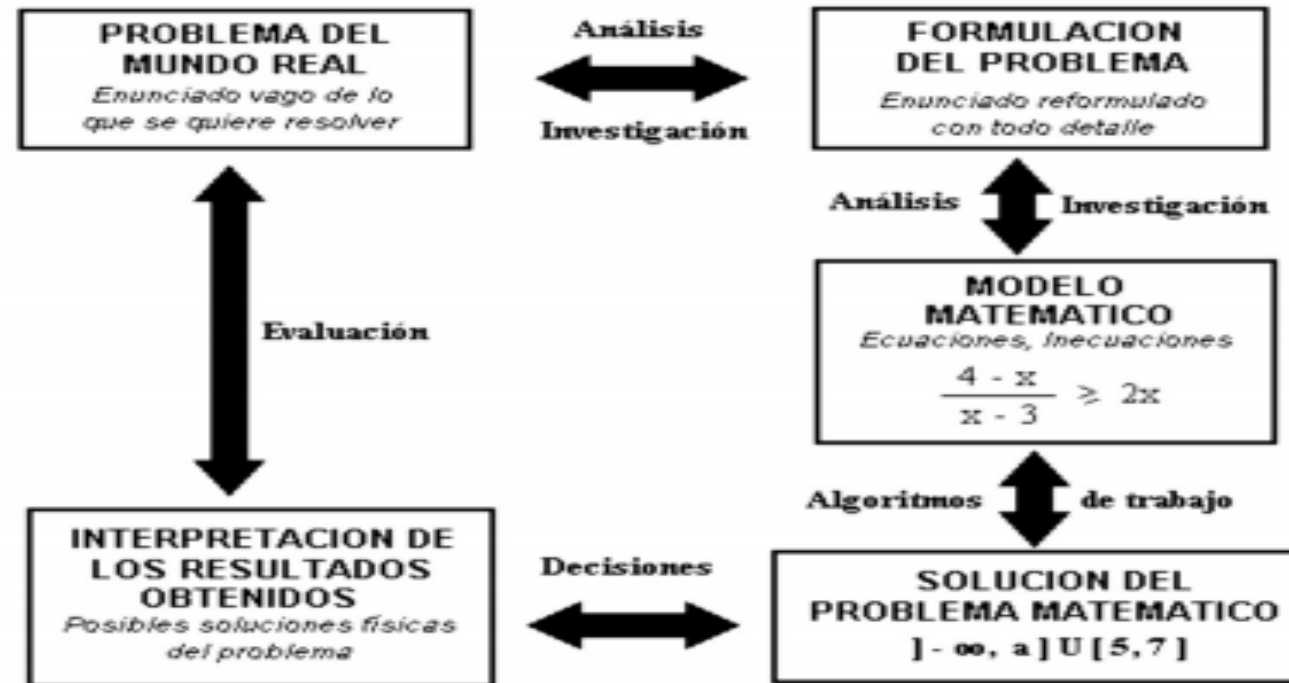 PROBLEMA DEL
MUNDO REAL
Enunciado vago de lo
que se quiere resolver
Análisis
Investigación
FORMULACION
DEL PROBLEMA
Enunciado reformulado
con todo detalle
Análisis
Investigación
MODELO
MATEMATICO
Ecuaciones, Inecuaciones
4 - x
x - 3
≥ 2x
Evaluación
Algoritmos
de trabajo
INTERPRETACION DE
LOS RESULTADOS
OBTENIDOS
Posibles soluciones físicas
del problema
Decisiones
SOLUCION DEL
PROBLEMA MATEMATICO
] - ∞, a ] U [ 5, 7 ]